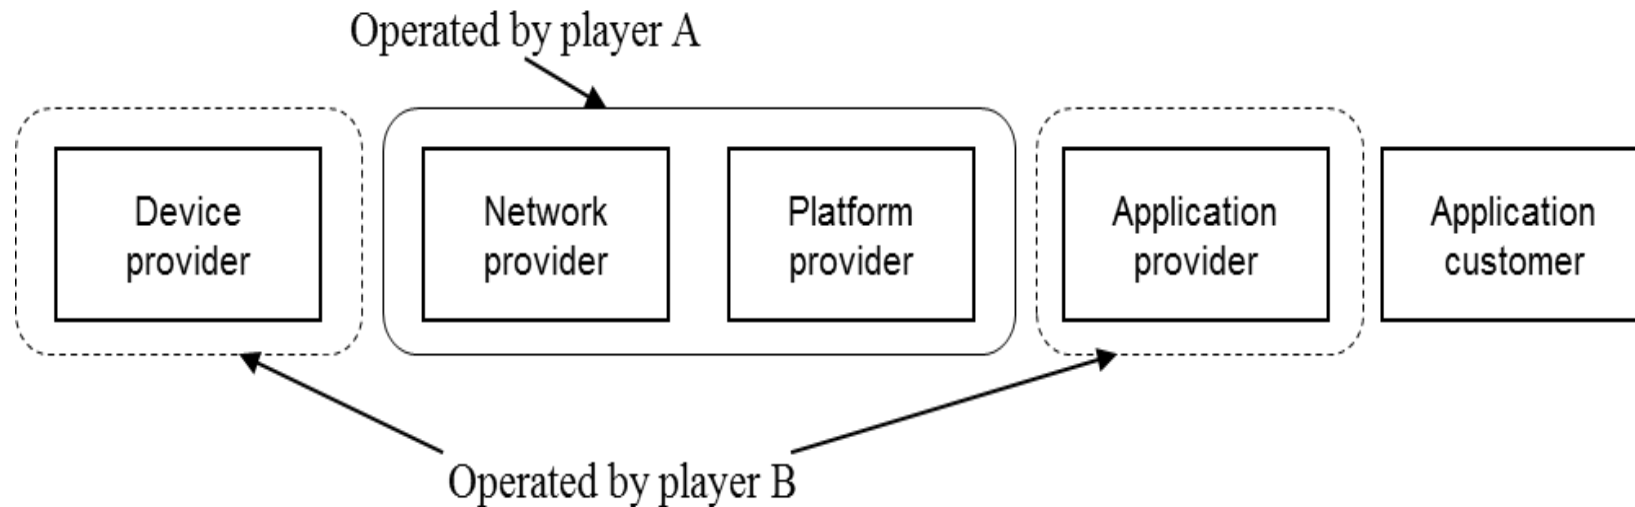 Operated by player A
Device
provider
Network
provider
Platform
provider
Application
provider
Application
customer
Operated by player B